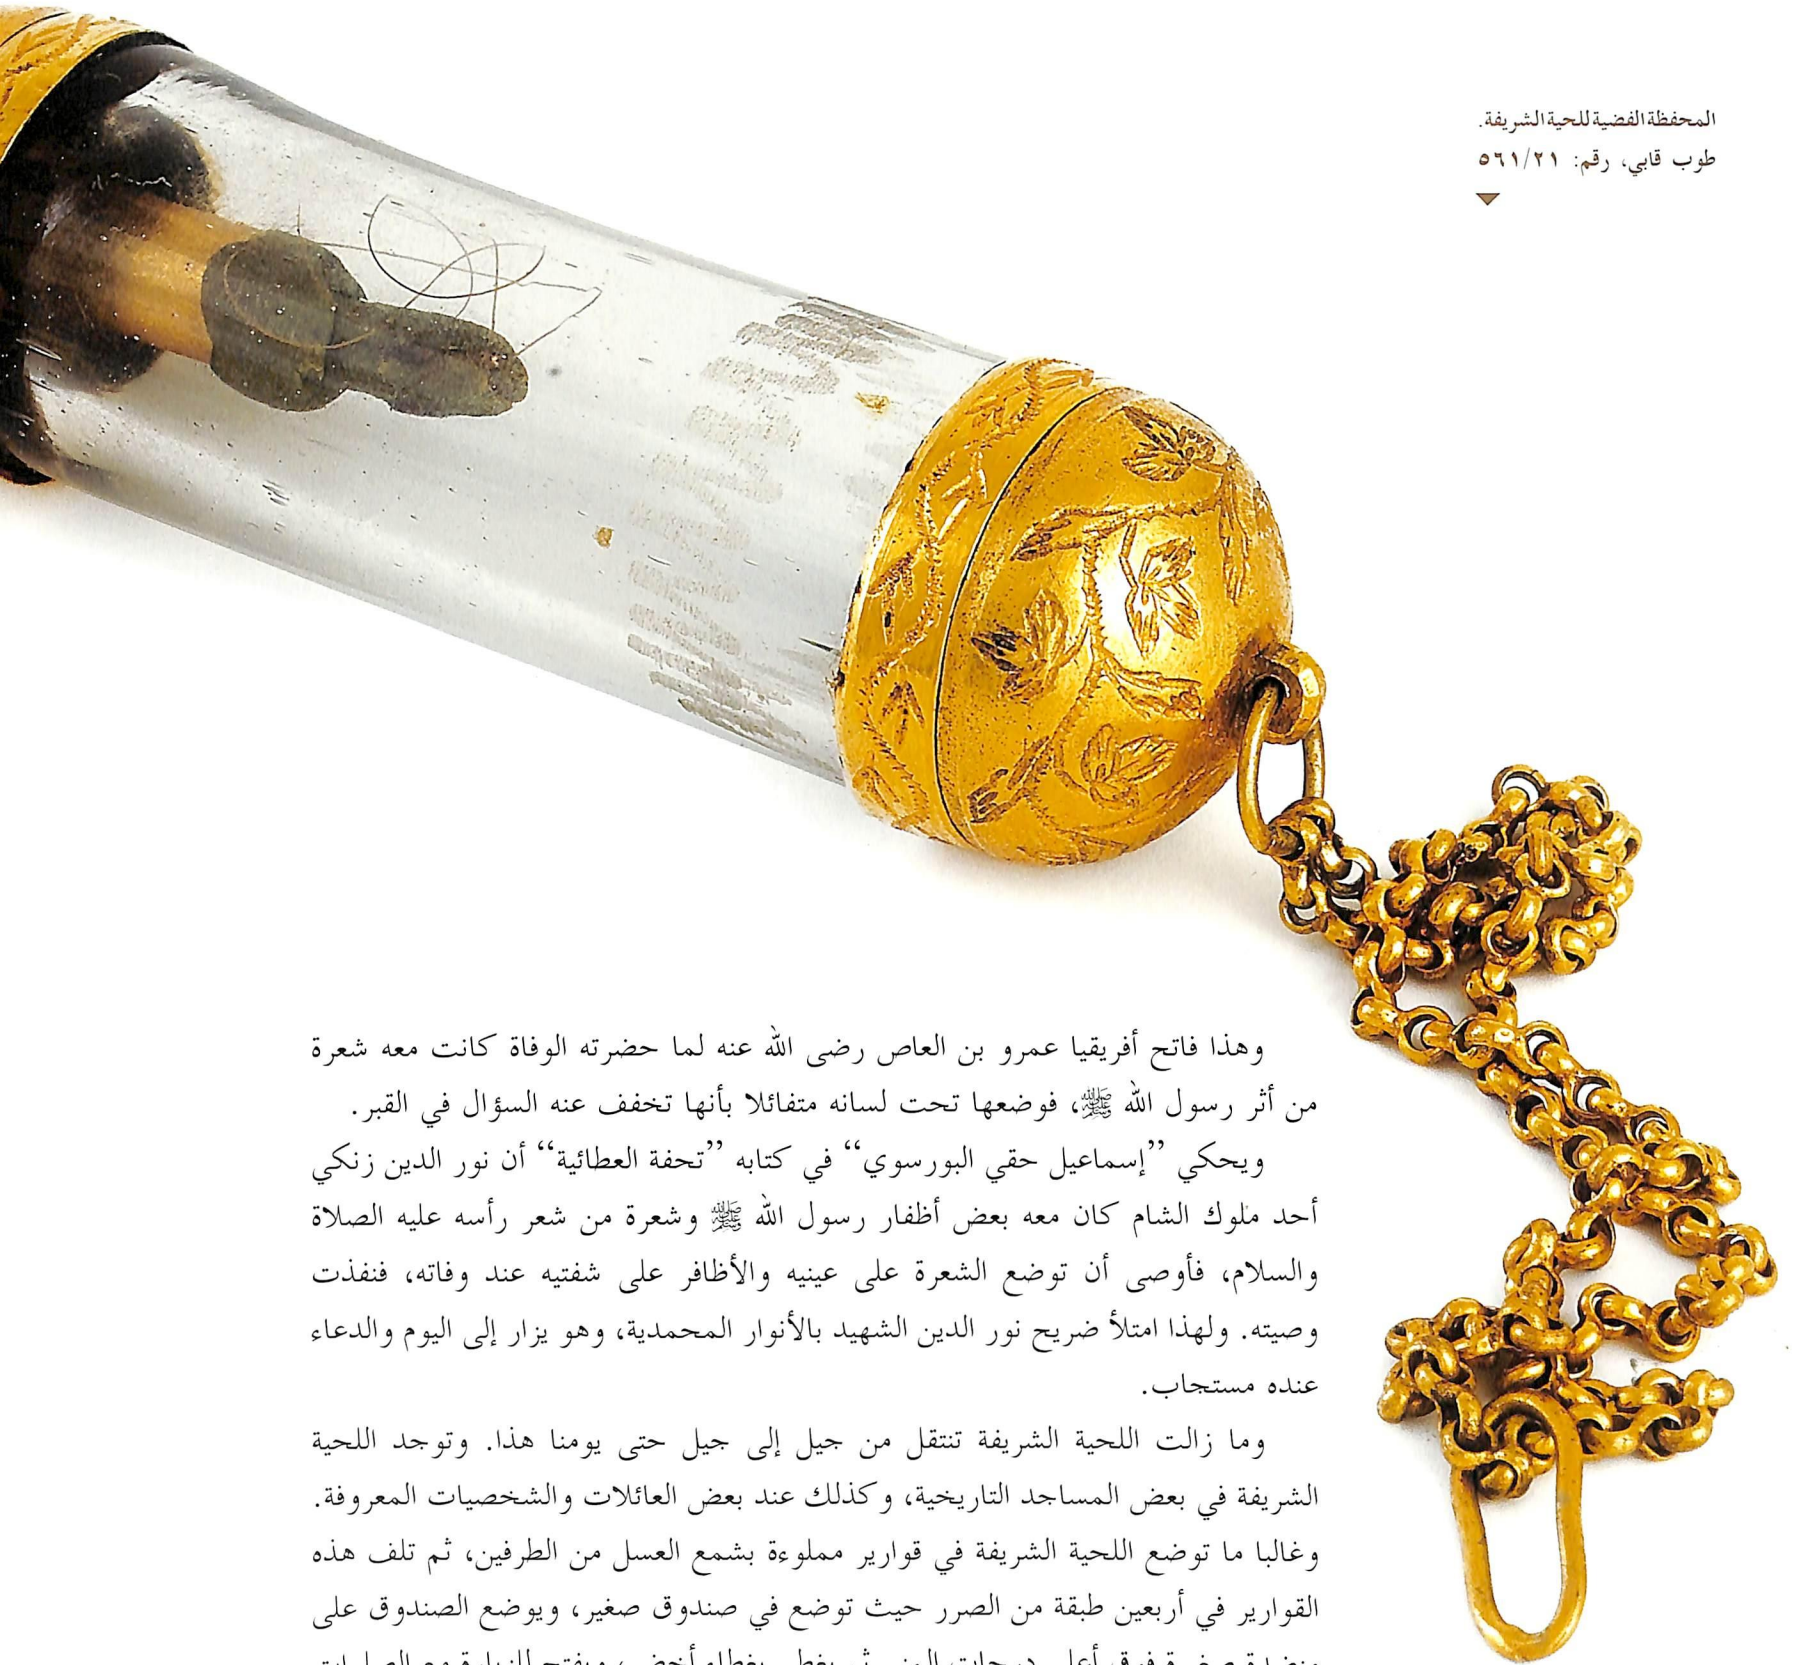 المحفظة الفضية للحية الشريفة.
طوب قابي، رقم: ٥٦١/٢١
وهذا فاتح أفريقيا عمرو بن العاص رضى الله عنه لما حضرته الوفاة كانت معه شعرة
من أثر رسول الله ﷺ، فوضعها تحت لسانه متفائلا بأنها تخفف عنه السؤال في القبر.
ويحكي ”إسماعيل حقي البورسوي“ في كتابه ”تحفة العطائية“ أن نور الدين زنكي
أحد ملوك الشام كان معه بعض أظفار رسول الله ﷺ وشعرة من شعر رأسه عليه الصلاة
والسلام، فأوصى أن توضع الشعرة على عينيه والأظافر على شفتيه عند وفاته، فنفذت
وصيته. ولهذا امتلأ ضريح نور الدين الشهيد بالأنوار المحمدية، وهو يزار إلى اليوم والدعاء
عنده مستجاب.
وما زالت اللحية الشريفة تنتقل من جيل إلى جيل حتى يومنا هذا. وتوجد اللحية
الشريفة في بعض المساجد التاريخية، وكذلك عند بعض العائلات والشخصيات المعروفة.
وغالبا ما توضع اللحية الشريفة في قوارير مملوءة بشمع العسل من الطرفين، ثم تلف هذه
القوارير في أربعين طبقة من الصرر حيث توضع في صندوق صغير، ويوضع الصندوق على